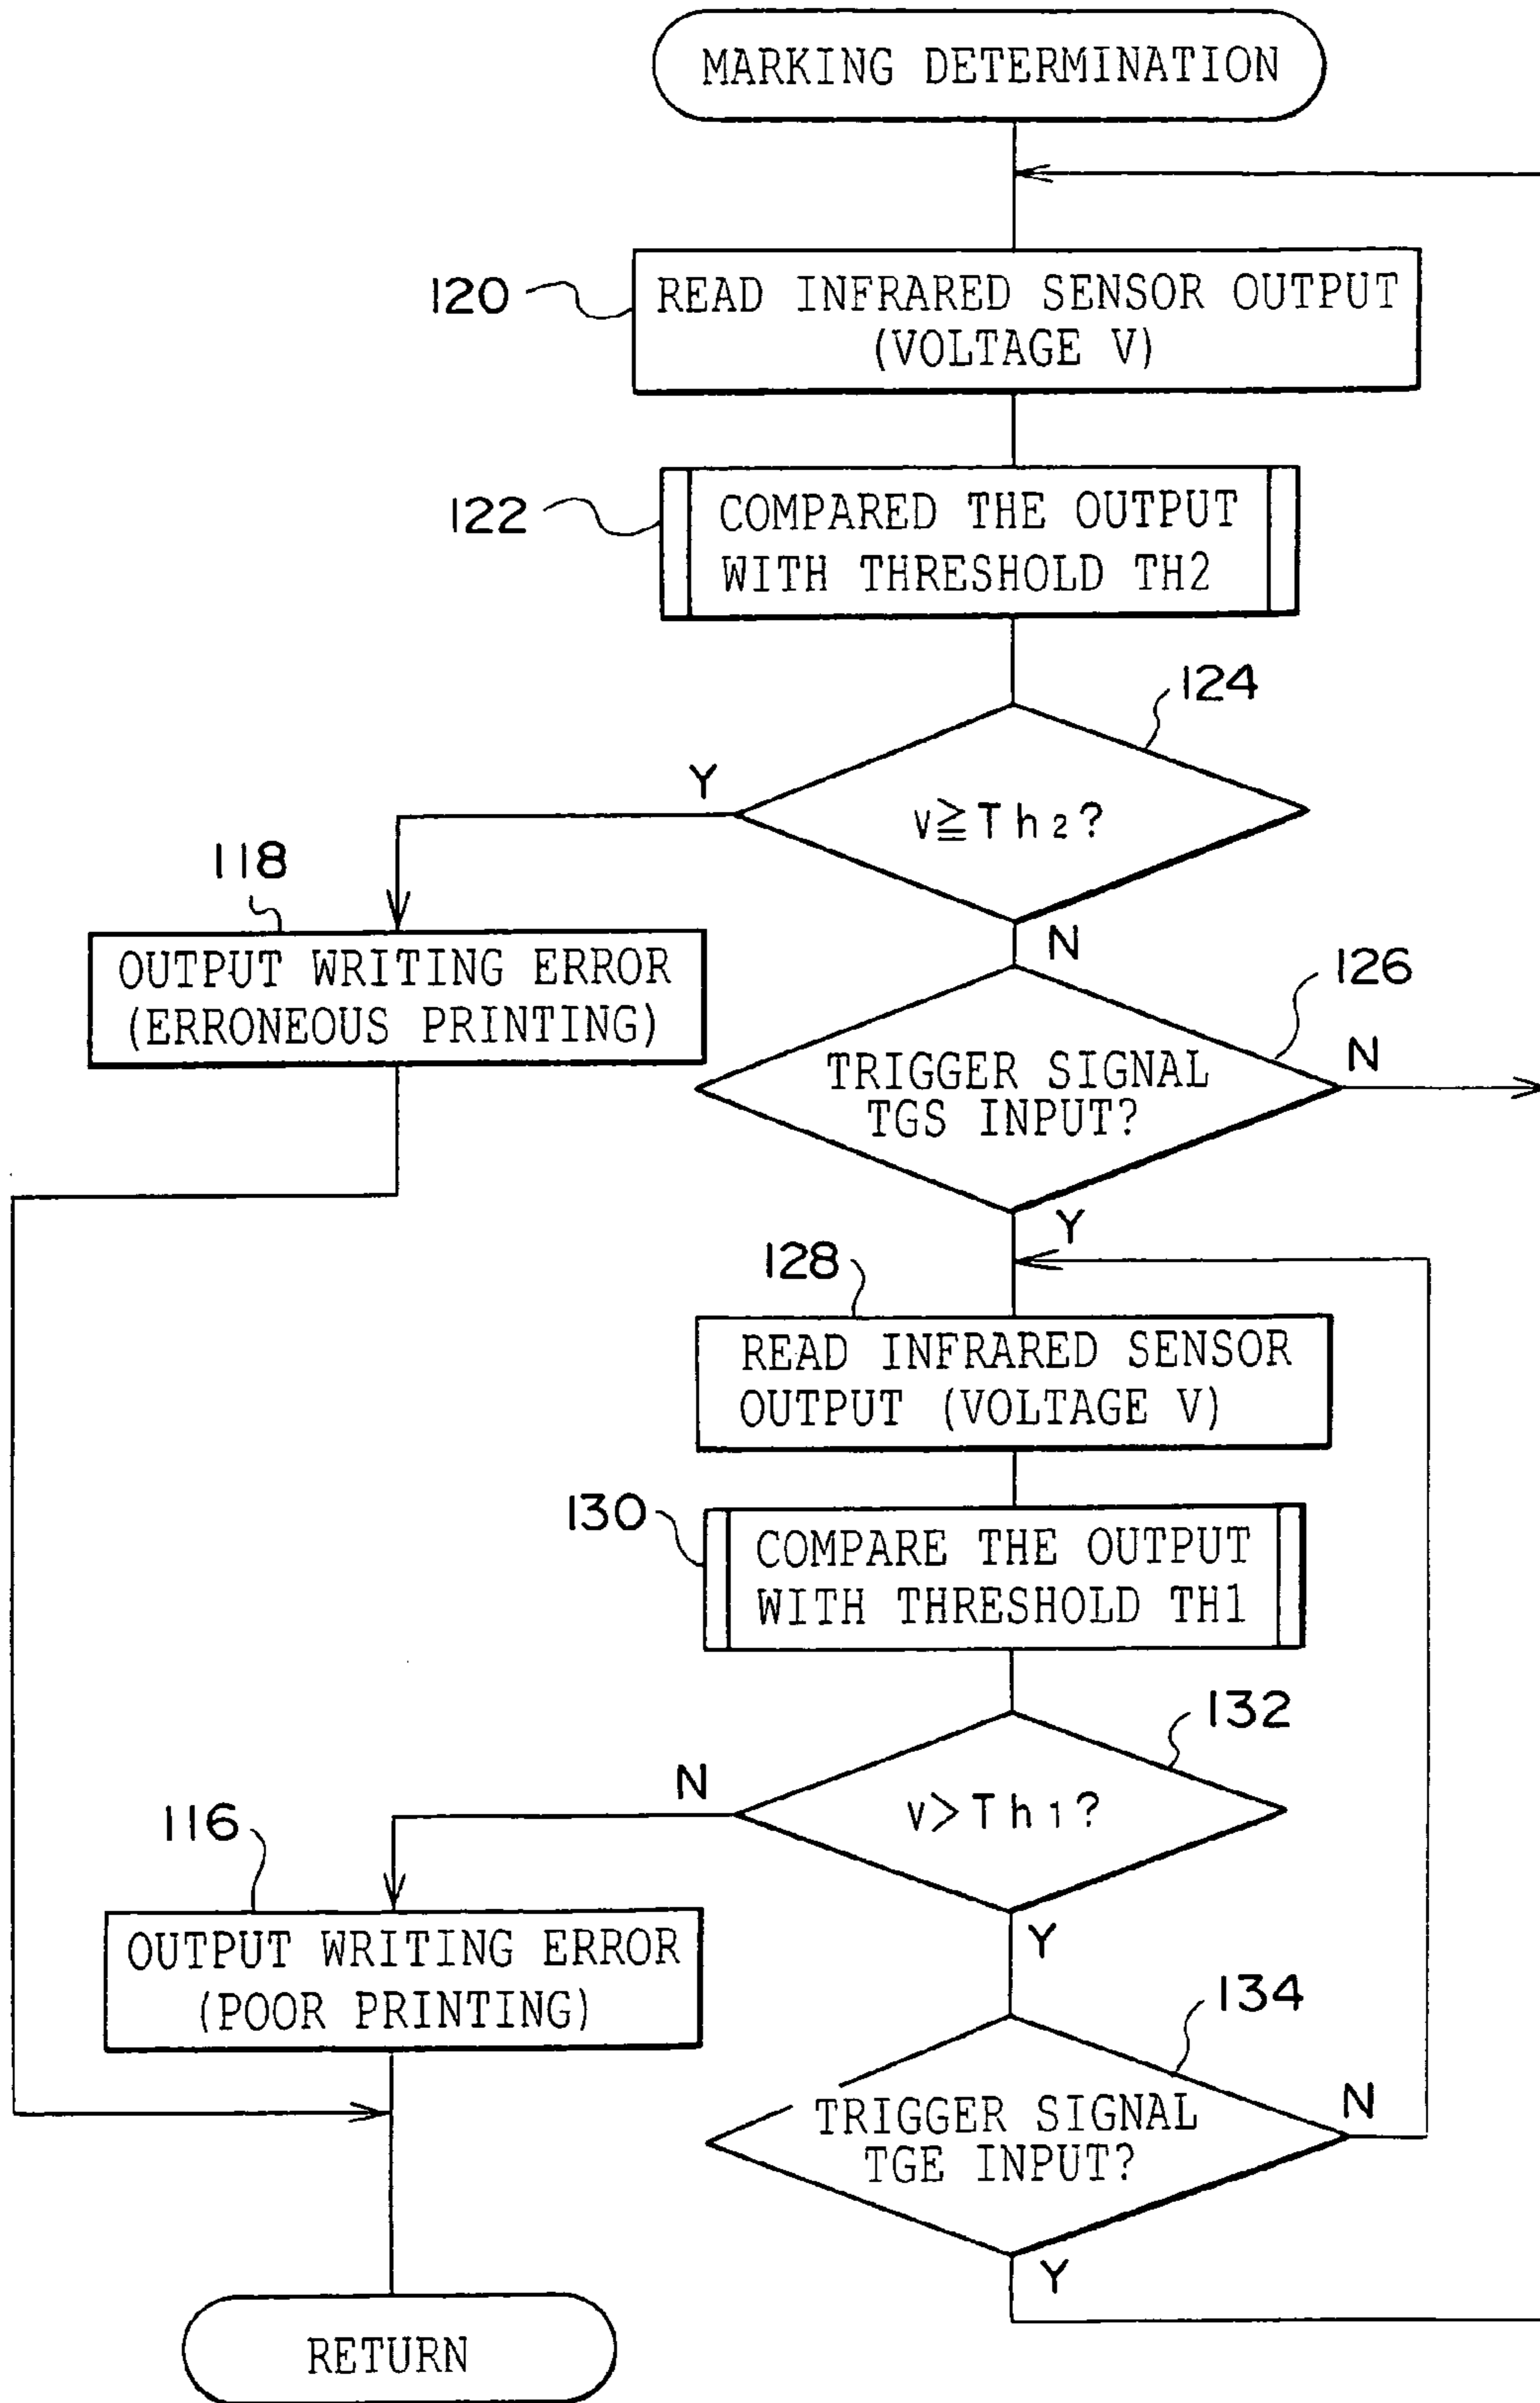 MARKING DETERMINATION
120
READ INFRARED SENSOR OUTPUT
(VOLTAGE V)
122
COMPARED THE OUTPUT
WITH THRESHOLD TH2
124
Y
v≧Th2?
118
N
OUTPUT WRITING ERROR
(ERRONEOUS PRINTING)
126
N
TRIGGER SIGNAL
TGS INPUT?
Y
128
READ INFRARED SENSOR
OUTPUT (VOLTAGE V)
130
COMPARE THE OUTPUT
WITH THRESHOLD TH1
132
N
v>Th1?
116
OUTPUT WRITING ERROR
(POOR PRINTING)
Y
134
N
TRIGGER SIGNAL
TGE INPUT?
Y
RETURN